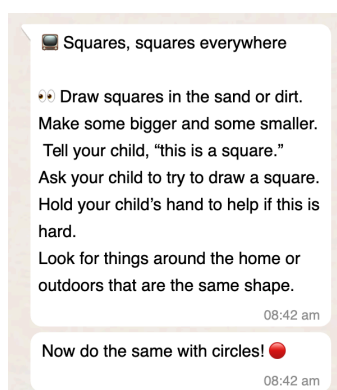 📺 Squares, squares everywhere
👀 Draw squares in the sand or dirt.
Make some bigger and some smaller.
Tell your child, “this is a square.”
Ask your child to try to draw a square.
Hold your child’s hand to help if this is
hard.
Look for things around the home or
outdoors that are the same shape.
08:42 am
Now do the same with circles! 🔴
08:42 am